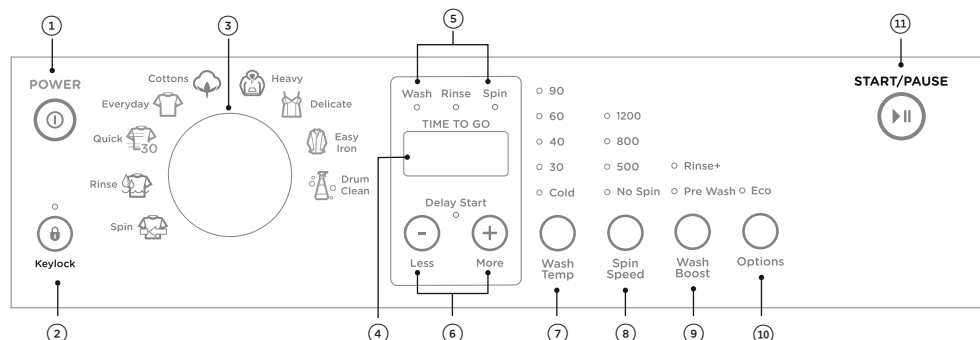 1
3
5
11
POWER
Cottons
Heavy
Everyday
Delicate
Quick
30
Easy
Iron
Rinse
Drum
Clean
Spin
Keylock
Wash Rinse Spin
TIME TO GO
Delay Start
-
+
Less
More
90
60
40
30
Cold
Wash
Temp
1200
800
500
No Spin
Spin
Speed
Rinse+
Pre Wash
Wash
Boost
Eco
Options
START/PAUSE
2
4
6
7
8
9
10